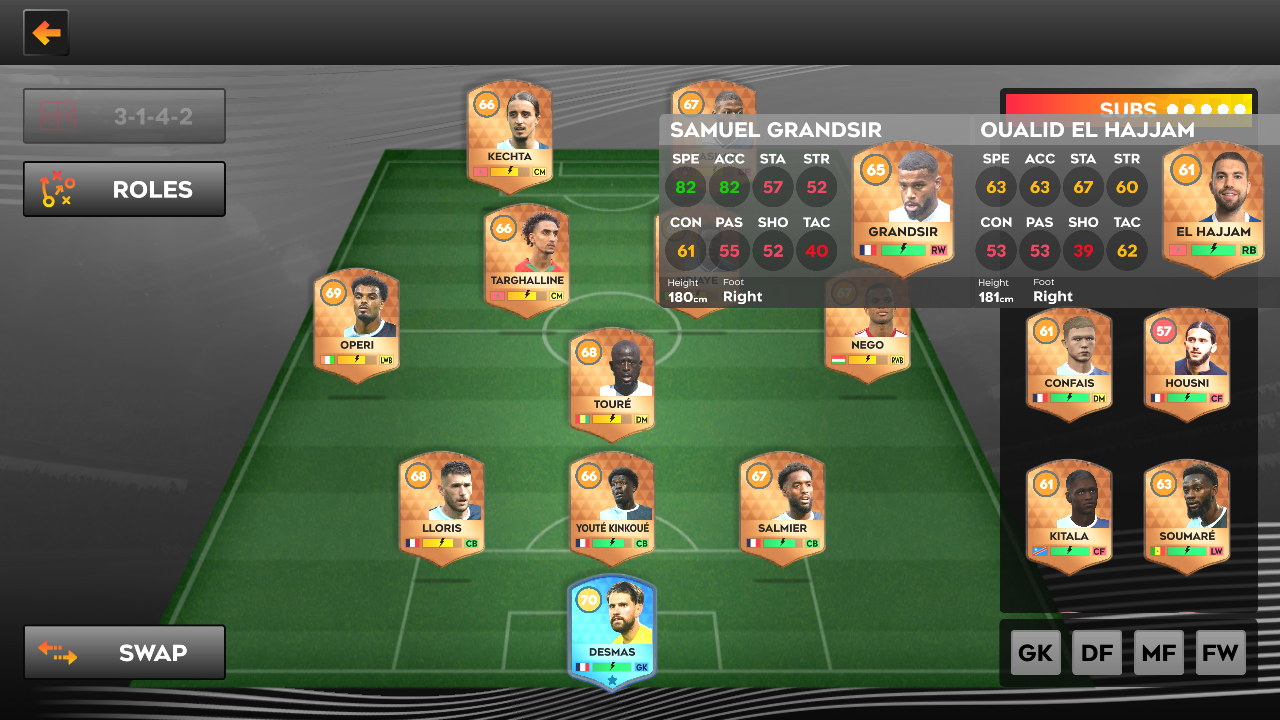 3-1-4-2
ROLES
SWAP
66
KECHTA
CM
67
66
TARGHALLINE
CM
69
OPERI
LWB
67
NEGO
RWB
68
TOURÉ
DM
68
LLORIS
CB
66
YOUTÉ KINKOUÉ
CB
67
SALMIER
CB
70
DESMAS
GK
SUBS
SAMUEL GRANDSIR
SPE ACC STA STR
82 82 57 52
CON PAS SHO TAC
61 55 52 40
Height Foot
180cm Right
65
GRANDSIR
RW
OUALID EL HAJJAM
SPE ACC STA STR
63 63 67 60
CON PAS SHO TAC
53 53 39 62
Height Foot
181cm Right
61
EL HAJJAM
RB
61
CONFAIS
DM
57
HOUSNI
CF
61
KITALA
CF
63
SOUMARÉ
LW
GK DF MF FW